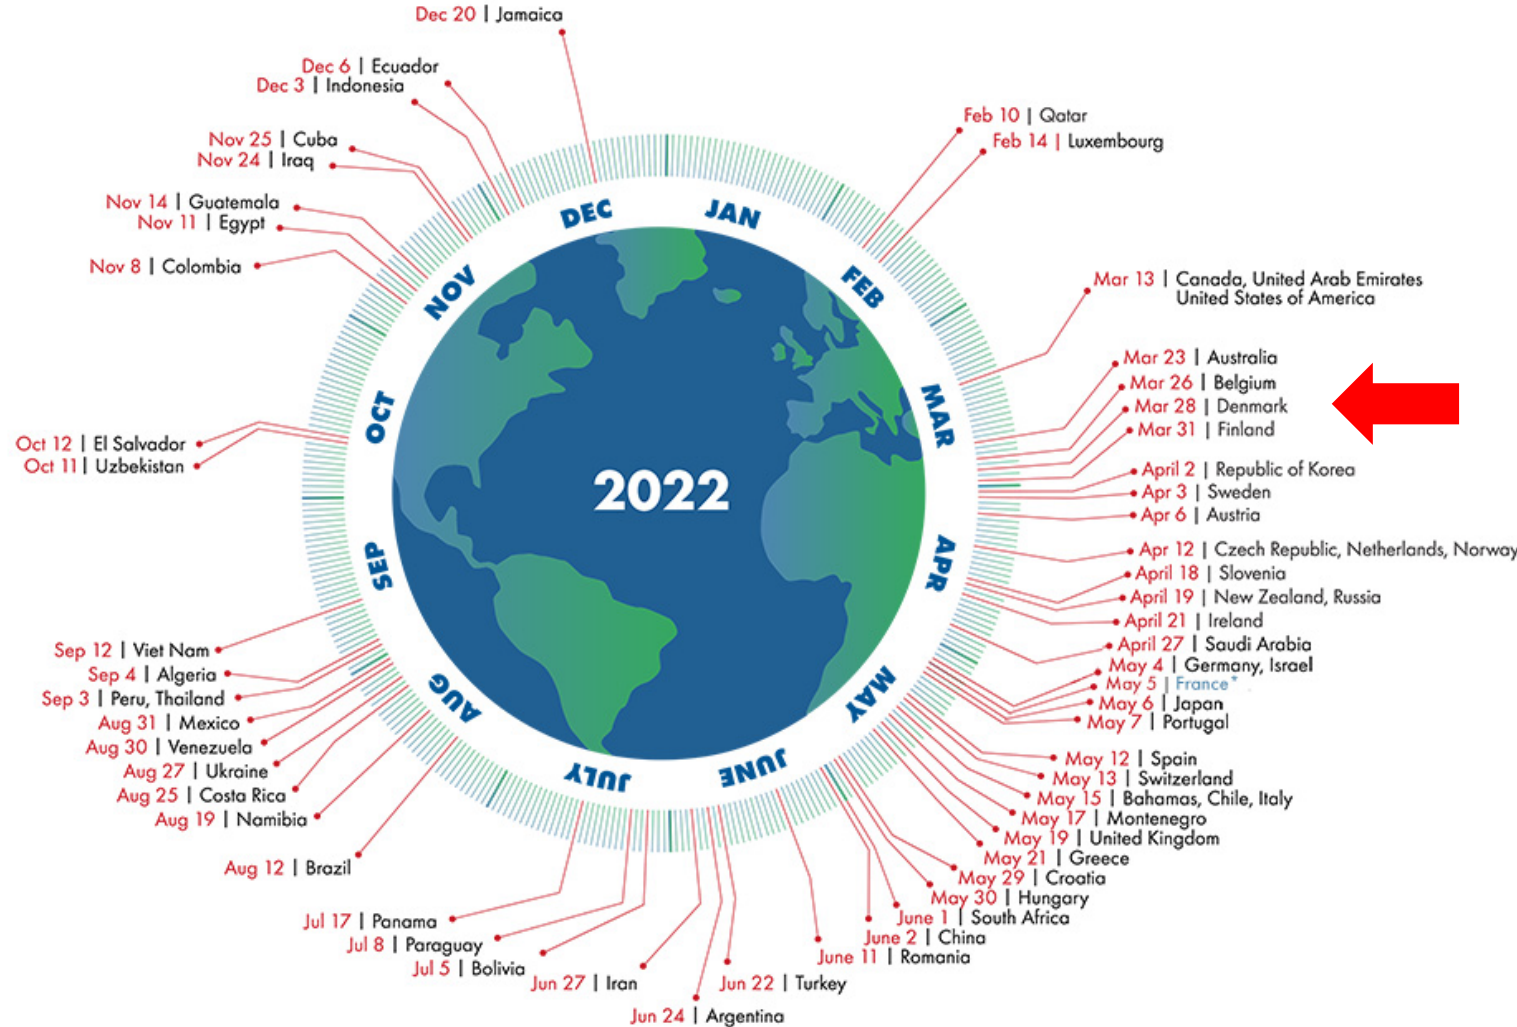 Dec 20 | Jamaica
Dec 6 | Ecuador
Dec 3 | Indonesia
Nov 25 | Cuba
Nov 24 | Iraq
Nov 14 | Guatemala
Nov 11 | Egypt
Nov 8 | Colombia
Oct 12 | El Salvador
Oct 11 | Uzbekistan
Sep 12 | Viet Nam
Sep 4 | Algeria
Sep 3 | Peru, Thailand
Aug 31 | Mexico
Aug 30 | Venezuela
Aug 27 | Ukraine
Aug 25 | Costa Rica
Aug 19 | Namibia
Aug 12 | Brazil
Jul 17 | Panama
Jul 8 | Paraguay
Jul 5 | Bolivia
Jun 27 | Iran
Jun 24 | Argentina
Jun 22 | Turkey
Feb 10 | Qatar
Feb 14 | Luxembourg
Mar 13 | Canada, United Arab Emirates
United States of America
Mar 23 | Australia
Mar 26 | Belgium
Mar 28 | Denmark
Mar 31 | Finland
April 2 | Republic of Korea
Apr 3 | Sweden
Apr 6 | Austria
Apr 12 | Czech Republic, Netherlands, Norway
April 18 | Slovenia
April 19 | New Zealand, Russia
April 21 | Ireland
April 27 | Saudi Arabia
May 4 | Germany, Israel
May 5 | France*
May 6 | Japan
May 7 | Portugal
May 12 | Spain
May 13 | Switzerland
May 15 | Bahamas, Chile, Italy
May 17 | Montenegro
May 19 | United Kingdom
May 21 | Greece
May 29 | Croatia
May 30 | Hungary
June 1 | South Africa
June 2 | China
June 11 | Romania
JAN
FEB
MAR
APR
MAY
JUNE
JULY
AUG
SEP
OCT
NOV
DEC
2022